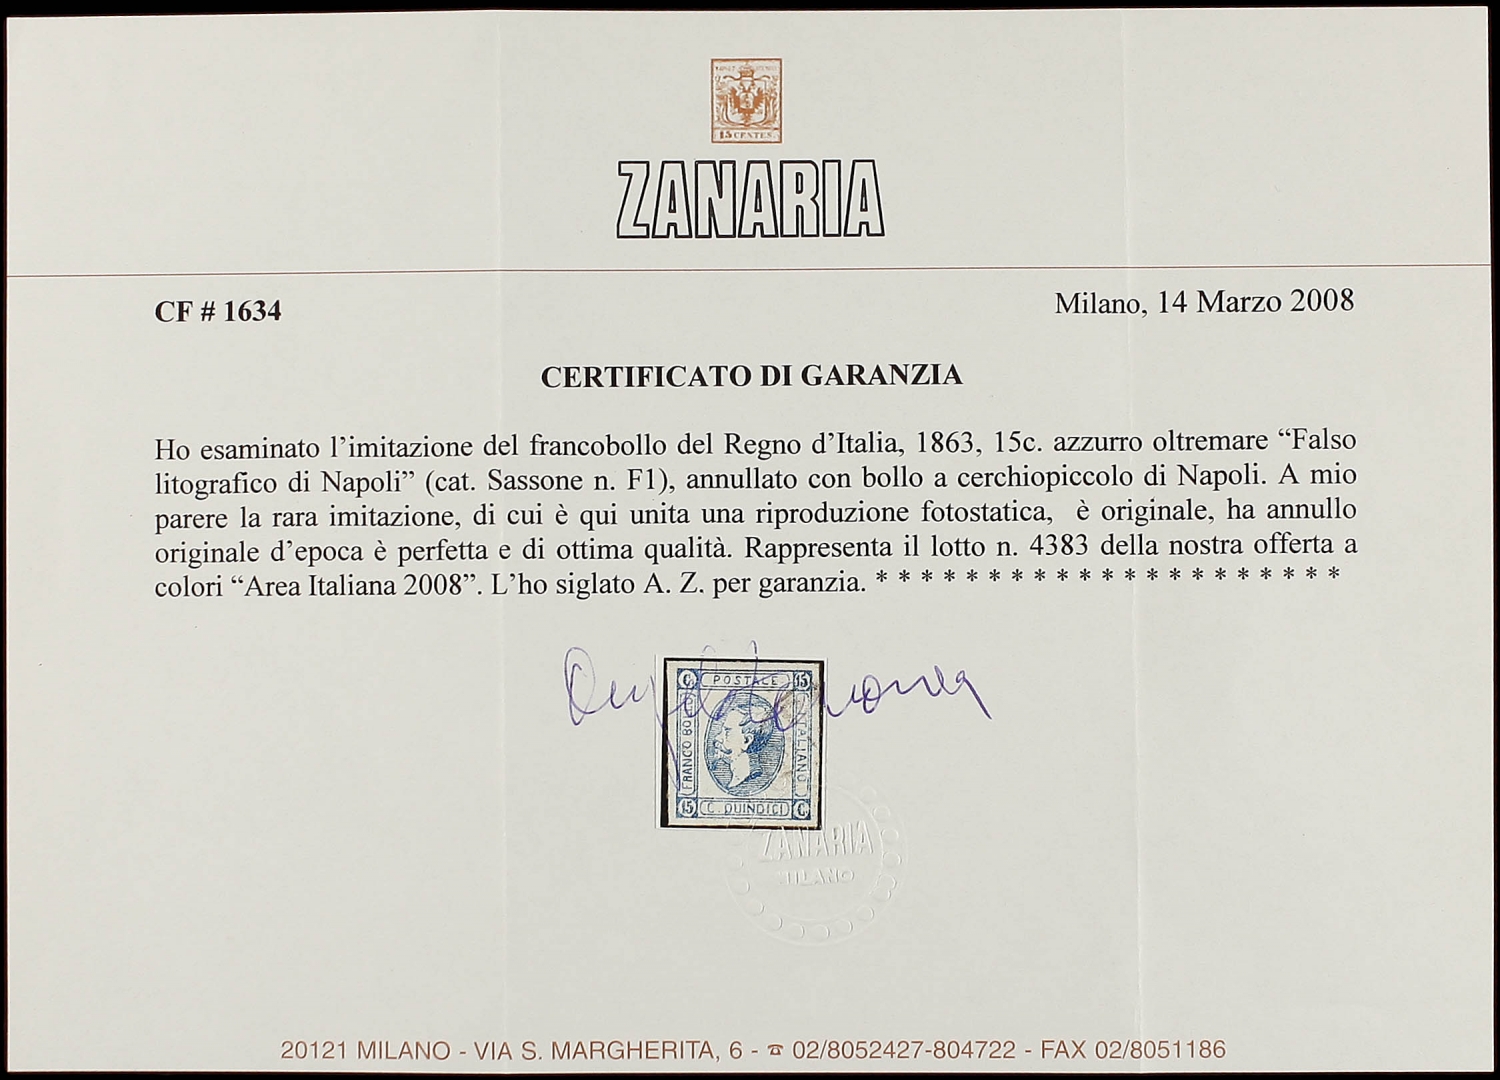 15 CENTES.
ZANARIA
CF # 1634
Milano, 14 Marzo 2008
CERTIFICATO DI GARANZIA
Ho esaminato l’imitazione del francobollo del Regno d’Italia, 1863, 15c. azzurro oltremare “Falso
litografico di Napoli” (cat. Sassone n. F1), annullato con bollo a cerchiopiccolo di Napoli. A mio
parere la rara imitazione, di cui è qui unita una riproduzione fotostatica, è originale, ha annullo
originale d’epoca è perfetta e di ottima qualità. Rappresenta il lotto n. 4383 della nostra offerta a
colori “Area Italiana 2008”. L’ho siglato A. Z. per garanzia. * * * * * * * * * * * * * * * * * * * * *
C. POSTALE 15
FRANCO BO
ALIANO
15 C. QUINDICI C.
ZANARIA
MILANO
20121 MILANO - VIA S. MARGHERITA, 6 - ☎ 02/8052427-804722 - FAX 02/8051186